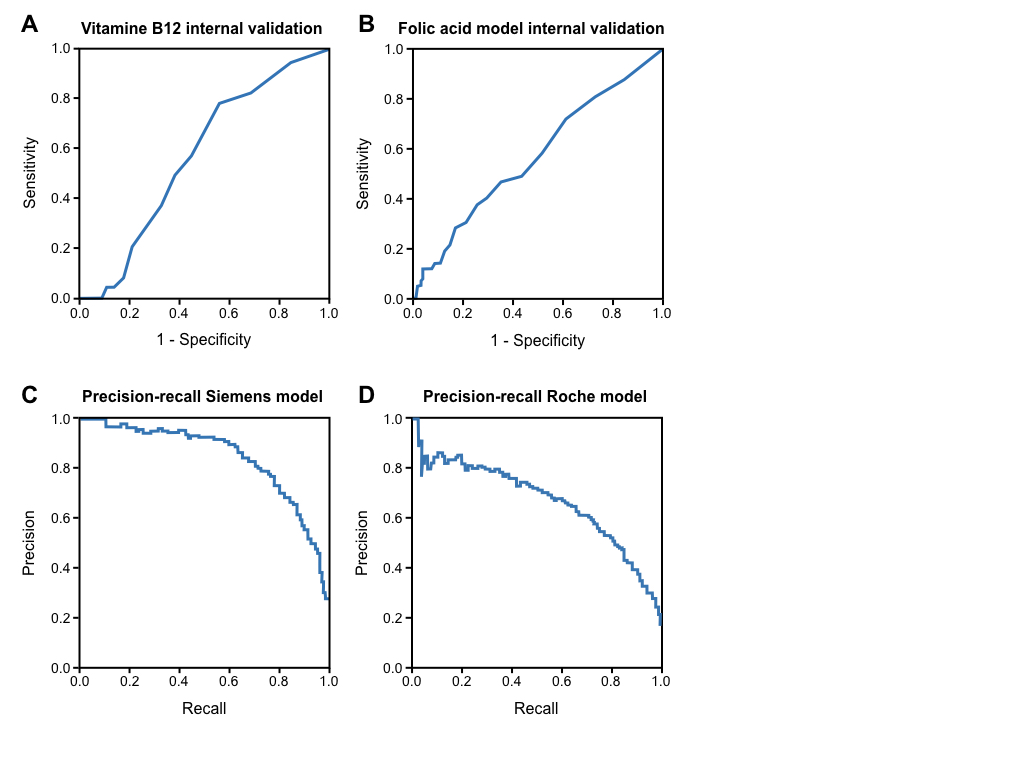 A
Vitamine B12 internal validation
1.0
0.8
0.6
0.4
0.2
0.0
Sensitivity
0.0 0.2 0.4 0.6 0.8 1.0
1 - Specificity
B
Folic acid model internal validation
1.0
0.8
0.6
0.4
0.2
0.0
Sensitivity
0.0 0.2 0.4 0.6 0.8 1.0
1 - Specificity
C
Precision-recall Siemens model
1.0
0.8
0.6
0.4
0.2
0.0
Precision
0.0 0.2 0.4 0.6 0.8 1.0
Recall
D
Precision-recall Roche model
1.0
0.8
0.6
0.4
0.2
0.0
Precision
0.0 0.2 0.4 0.6 0.8 1.0
Recall